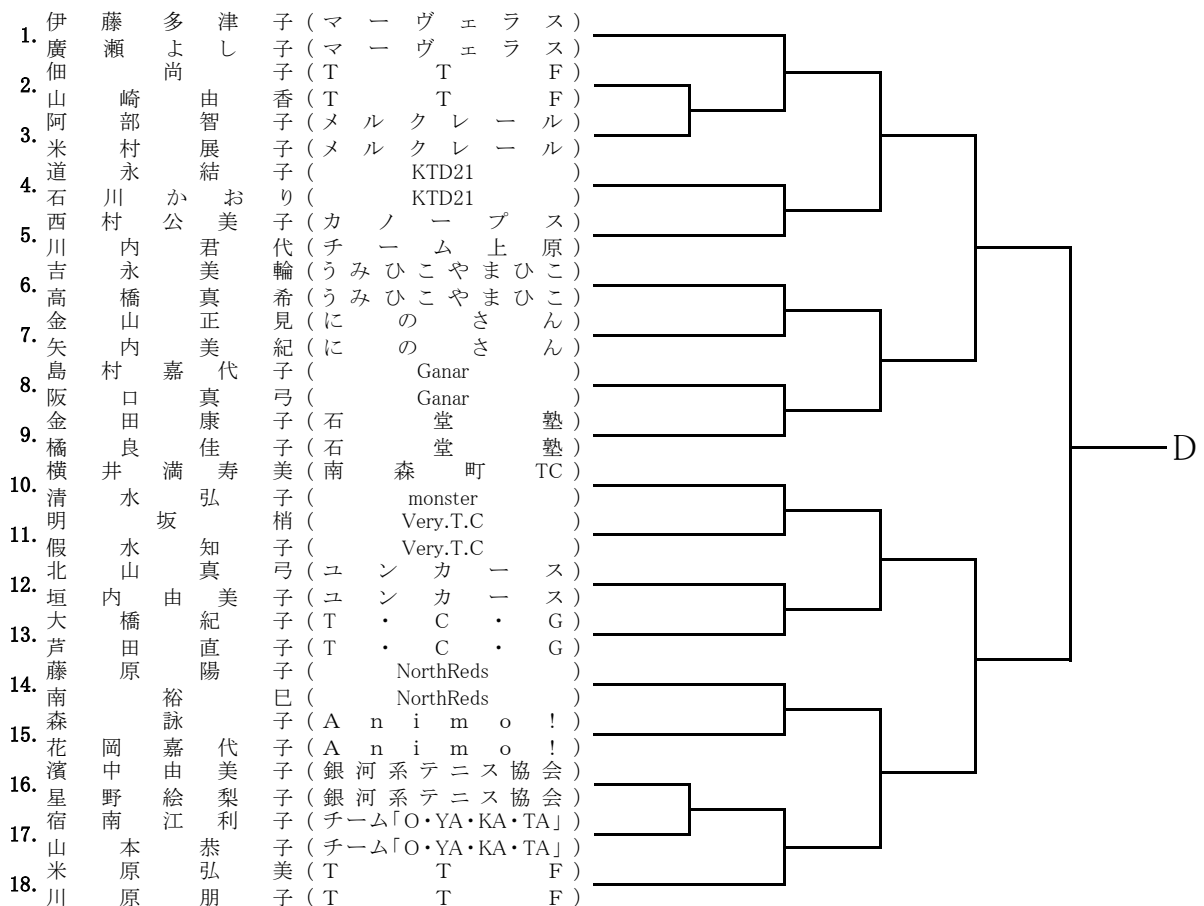 1. 伊藤多津子(マーヴェラス)
廣瀬よし子(マーヴェラス)
2. 佃尚子(TTF)
山崎由香(TTF)
3. 阿部智子(メルクレール)
米村展子(メルクレール)
4. 道永結子(KTD21)
石川かおり(KTD21)
5. 西村公美子(カノープス)
川内君代(チーム上原)
6. 吉永美輪(うみひこやまひこ)
高橋真希(うみひこやまひこ)
7. 金山正見(にのさん)
矢内美紀(にのさん)
8. 島村嘉代子(Ganar)
阪口真弓(Ganar)
9. 金田康子(石堂塾)
橘良佳子(石堂塾)
10. 横井満寿美(南森町TC)
清水弘子(monster)
11. 明坂梢(Very.T.C)
假水知子(Very.T.C)
12. 北山真弓(ユンカース)
垣内由美子(ユンカース)
13. 大橋紀子(T・C・G)
芦田直子(T・C・G)
14. 藤原陽子(NorthReds)
南裕巳(NorthReds)
15. 森詠子(Animo!)
花岡嘉代子(Animo!)
16. 濱中由美子(銀河系テニス協会)
星野絵梨子(銀河系テニス協会)
17. 宿南江利子(チーム「O・YA・KA・TA」)
山本恭子(チーム「O・YA・KA・TA」)
18. 米原弘美(TTF)
川原朋子(TTF)
D